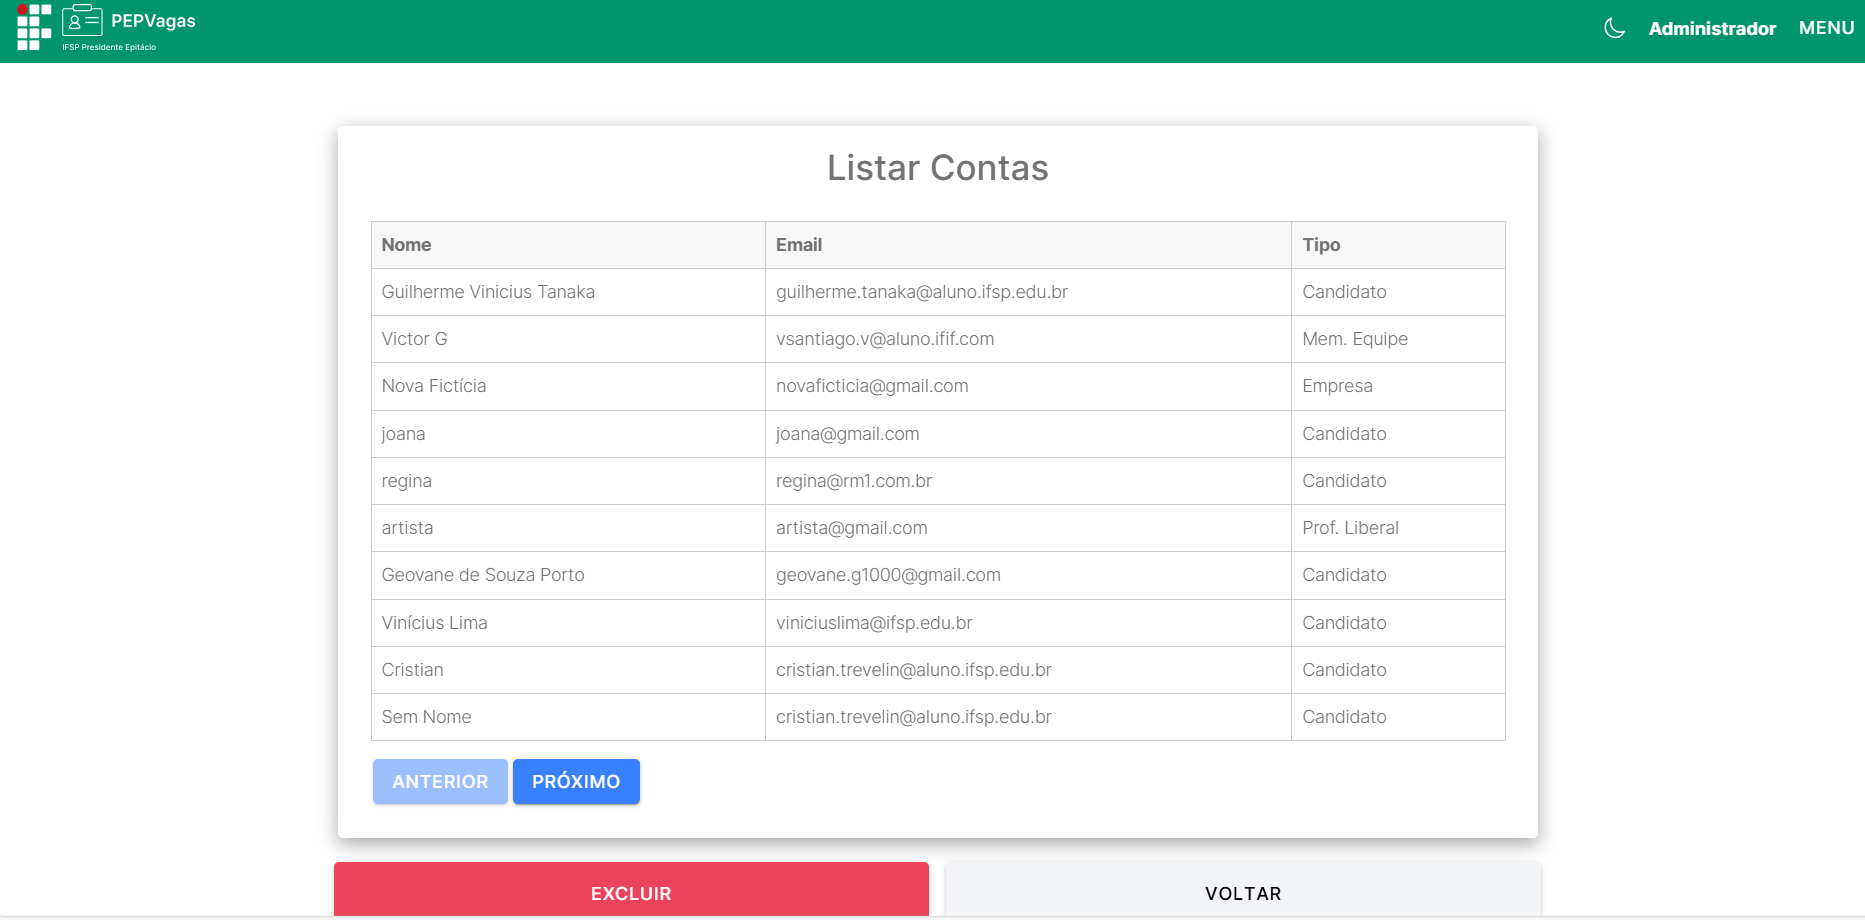 PEPVagas
IFSP Presidente Epitácio
Administrador MENU
Listar Contas
Nome Email Tipo
Guilherme Vinicius Tanaka guilherme.tanaka@aluno.ifsp.edu.br Candidato
Victor G vsantiago.v@aluno.ifif.com Mem. Equipe
Nova Fictícia novaficticia@gmail.com Empresa
joana joana@gmail.com Candidato
regina regina@rm1.com.br Candidato
artista artista@gmail.com Prof. Liberal
Geovane de Souza Porto geovane.g1000@gmail.com Candidato
Vinícius Lima viniciuslima@ifsp.edu.br Candidato
Cristian cristian.trevelin@aluno.ifsp.edu.br Candidato
Sem Nome cristian.trevelin@aluno.ifsp.edu.br Candidato
ANTERIOR PRÓXIMO
EXCLUIR VOLTAR